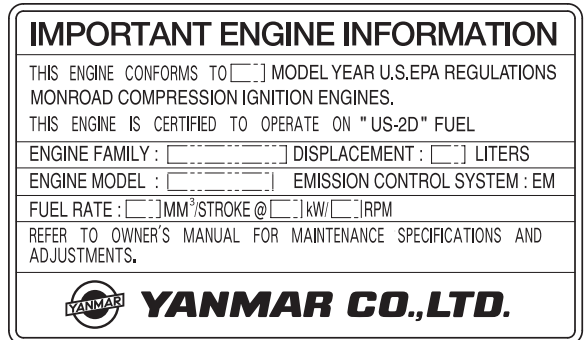 IMPORTANT ENGINE INFORMATION
THIS ENGINE CONFORMS TO [ ] MODEL YEAR U.S.EPA REGULATIONS
MONROAD COMPRESSION IGNITION ENGINES.
THIS ENGINE IS CERTIFIED TO OPERATE ON "US-2D" FUEL
ENGINE FAMILY : [ ] DISPLACEMENT : [ ] LITERS
ENGINE MODEL : [ ] EMISSION CONTROL SYSTEM : EM
FUEL RATE : [ ] MM³/STROKE @ [ ] kW/ [ ] RPM
REFER TO OWNER'S MANUAL FOR MAINTENANCE SPECIFICATIONS AND
ADJUSTMENTS.
YANMAR YANMAR CO.,LTD.